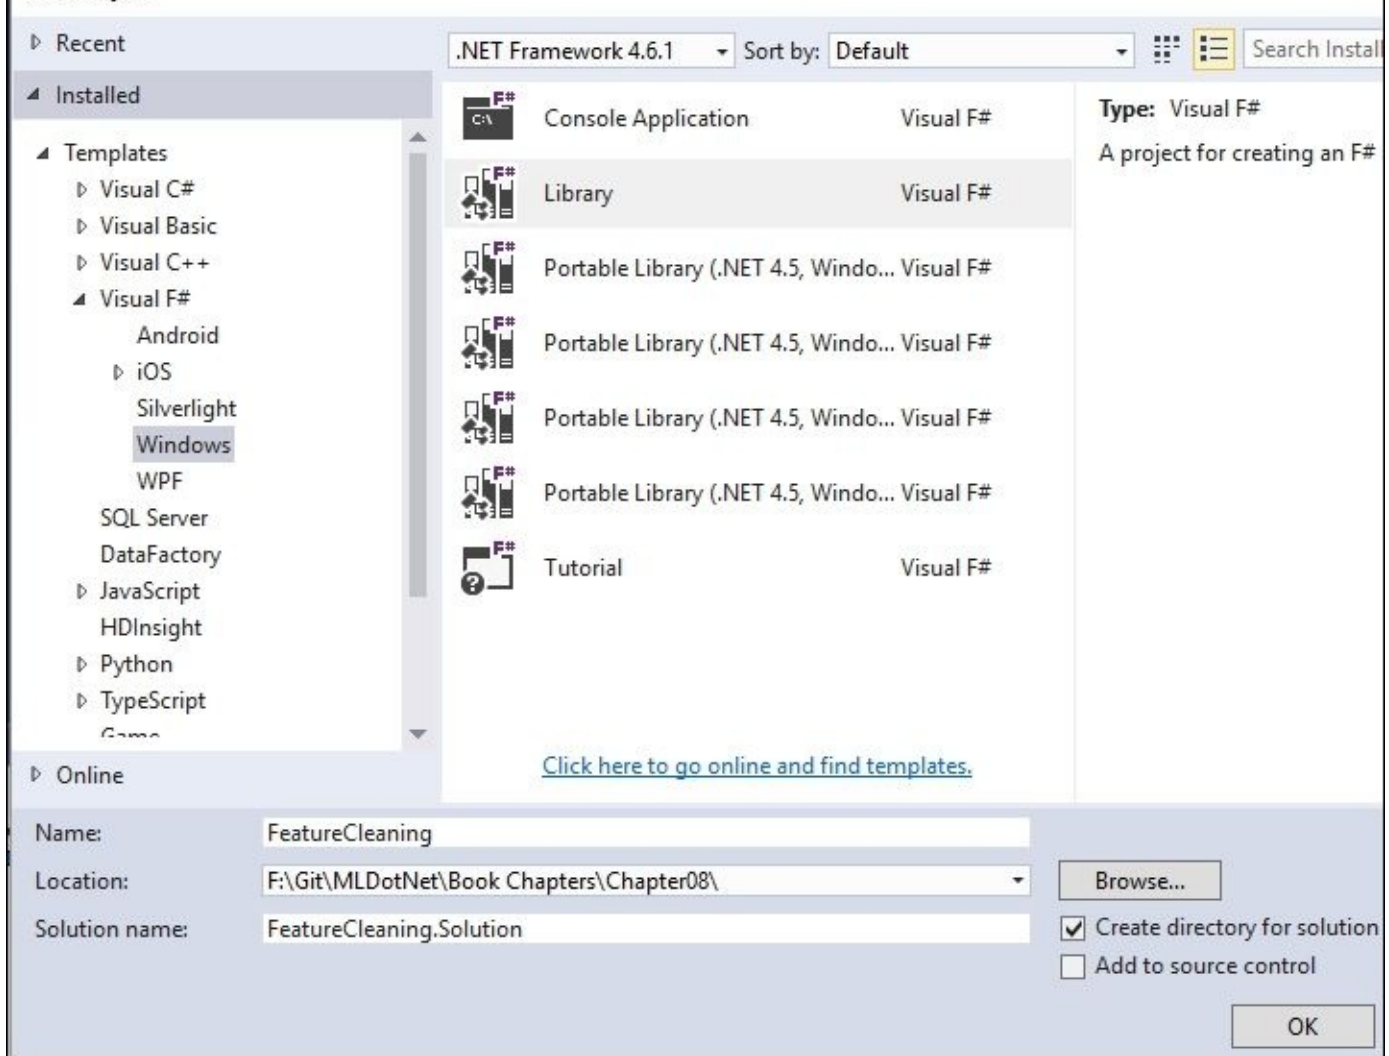 Recent
.NET Framework 4.6.1 Sort by: Default Search Install
Installed
Templates
Visual C#
Visual Basic
Visual C++
Visual F#
Android
iOS
Silverlight
Windows
WPF
SQL Server
DataFactory
JavaScript
HDInsight
Python
TypeScript
Game
Online
Console Application Visual F#
Library Visual F#
Portable Library (.NET 4.5, Windo... Visual F#
Portable Library (.NET 4.5, Windo... Visual F#
Portable Library (.NET 4.5, Windo... Visual F#
Portable Library (.NET 4.5, Windo... Visual F#
Tutorial Visual F#
Click here to go online and find templates.
Type: Visual F#
A project for creating an F#
Name: FeatureCleaning
Location: F:\Git\MLDotNet\Book Chapters\Chapter08\ Browse...
Solution name: FeatureCleaning.Solution
Create directory for solution
Add to source control
OK